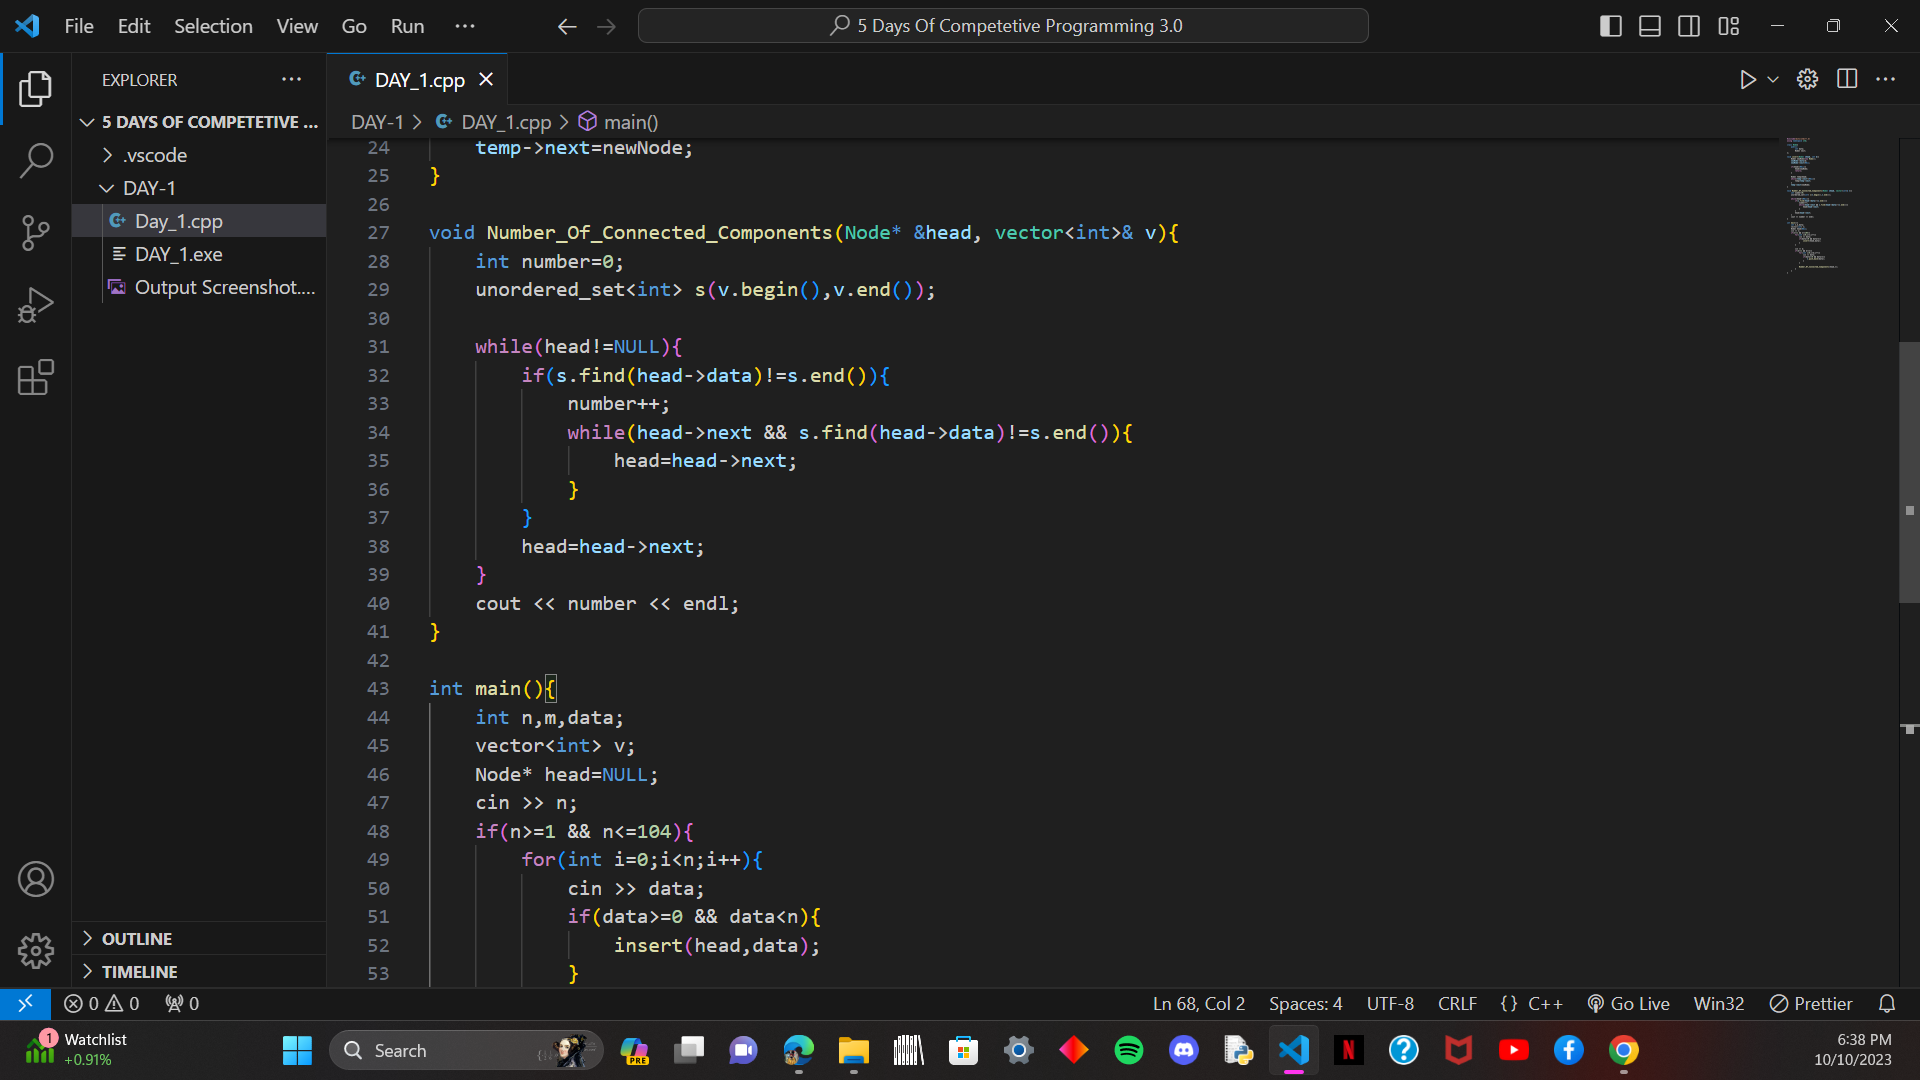 File Edit Selection View Go Run ···
5 Days Of Competetive Programming 3.0
EXPLORER
5 DAYS OF COMPETETIVE ...
.vscode
DAY-1
Day_1.cpp
DAY_1.exe
Output Screenshot....
OUTLINE
TIMELINE
DAY_1.cpp
DAY-1 > DAY_1.cpp > main()
24 temp->next=newNode;
25 }
26
27 void Number_Of_Connected_Components(Node* &head, vector<int>& v){
28 int number=0;
29 unordered_set<int> s(v.begin(),v.end());
30
31 while(head!=NULL){
32 if(s.find(head->data)!=s.end()){
33 number++;
34 while(head->next && s.find(head->data)!=s.end()){
35 head=head->next;
36 }
37 }
38 head=head->next;
39 }
40 cout << number << endl;
41 }
42
43 int main(){
44 int n,m,data;
45 vector<int> v;
46 Node* head=NULL;
47 cin >> n;
48 if(n>=1 && n<=104){
49 for(int i=0;i<n;i++){
50 cin >> data;
51 if(data>=0 && data<n){
52 insert(head,data);
53 }
0 0 0 Ln 68, Col 2 Spaces: 4 UTF-8 CRLF {} C++ Go Live Win32 Prettier
1 Watchlist
+0.91%
Search
PRE
N
6:38 PM
10/10/2023